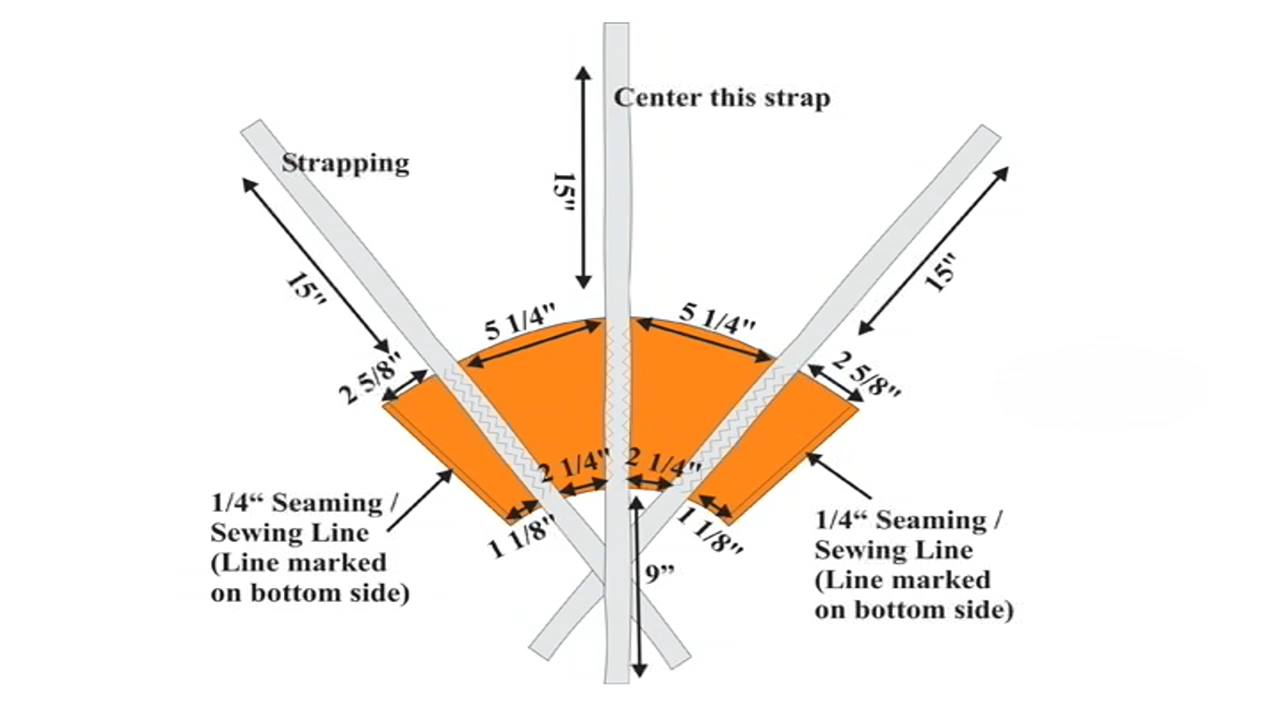 Center this strap
Strapping
15"
15"
15"
5 1/4"
5 1/4"
2 5/8"
2 5/8"
2 1/4"
2 1/4"
1/4“ Seaming /
Sewing Line
(Line marked
on bottom side)
1 1/8"
1 1/8"
1/4“ Seaming /
Sewing Line
(Line marked
on bottom side)
9”